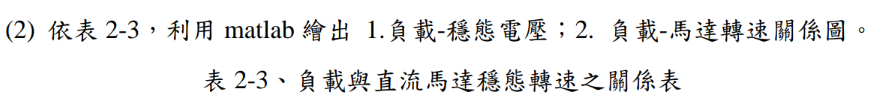 (2) 依表 2-3，利用 matlab 繪出 1.負載-穩態電壓；2. 負載-馬達轉速關係圖。
表 2-3、負載與直流馬達穩態轉速之關係表